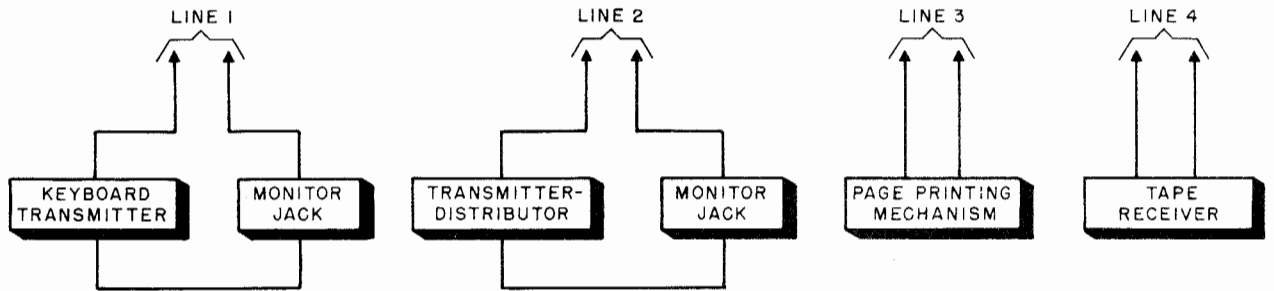 LINE 1
LINE 2
LINE 3
LINE 4
KEYBOARD
TRANSMITTER
MONITOR
JACK
TRANSMITTER-
DISTRIBUTOR
MONITOR
JACK
PAGE PRINTING
MECHANISM
TAPE
RECEIVER